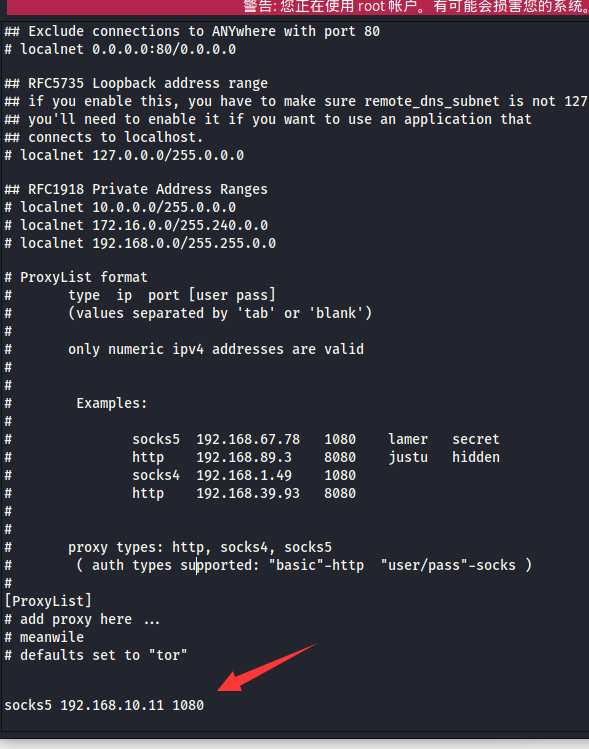 警告: 您正在使用 root 帐户。有可能会损害您的系统。
## Exclude connections to ANYwhere with port 80
# localnet 0.0.0.0:80/0.0.0.0
## RFC5735 Loopback address range
## if you enable this, you have to make sure remote_dns_subnet is not 127
## you'll need to enable it if you want to use an application that
## connects to localhost.
# localnet 127.0.0.0/255.0.0.0
## RFC1918 Private Address Ranges
# localnet 10.0.0.0/255.0.0.0
# localnet 172.16.0.0/255.240.0.0
# localnet 192.168.0.0/255.255.0.0
# ProxyList format
#       type  ip  port [user pass]
#       (values separated by 'tab' or 'blank')
#
#       only numeric ipv4 addresses are valid
#
#
#        Examples:
#
#               socks5  192.168.67.78   1080    lamer   secret
#               http    192.168.89.3    8080    justu   hidden
#               socks4  192.168.1.49    1080
#               http    192.168.39.93   8080
#
#
#       proxy types: http, socks4, socks5
#        ( auth types supported: "basic"-http  "user/pass"-socks )
#
[ProxyList]
# add proxy here ...
# meanwile
# defaults set to "tor"
socks5 192.168.10.11 1080